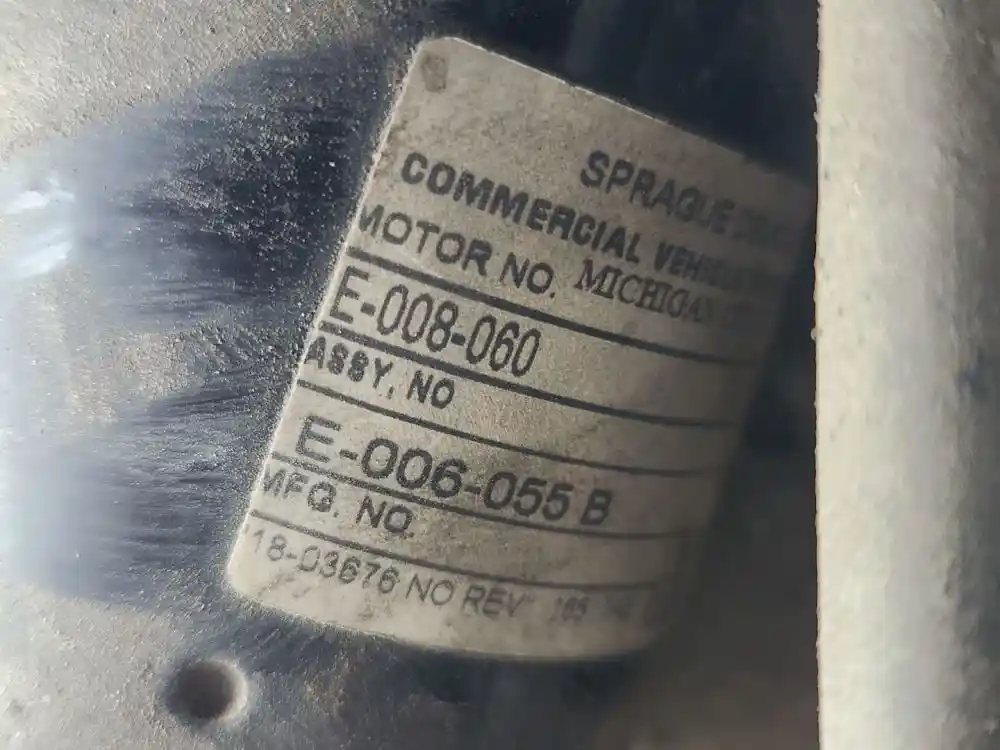 SPRAGUE
COMMERCIAL
MOTOR NO. MICHIGAN
E-008-060
ASSY. NO
E-006-055 B
MFG. NO.
18-03676 NO REV